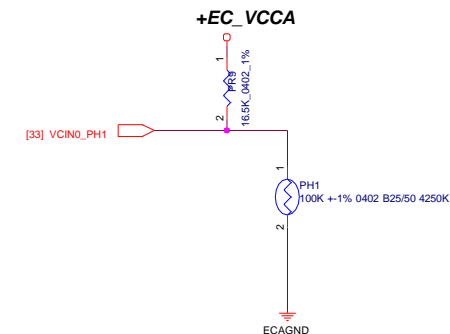 +EC_VCCA
1
PR9
16.5K_0402_1%
2
[33] VCIN0_PH1
1
PH1
100K +-1% 0402 B25/50 4250K
2
ECAGND